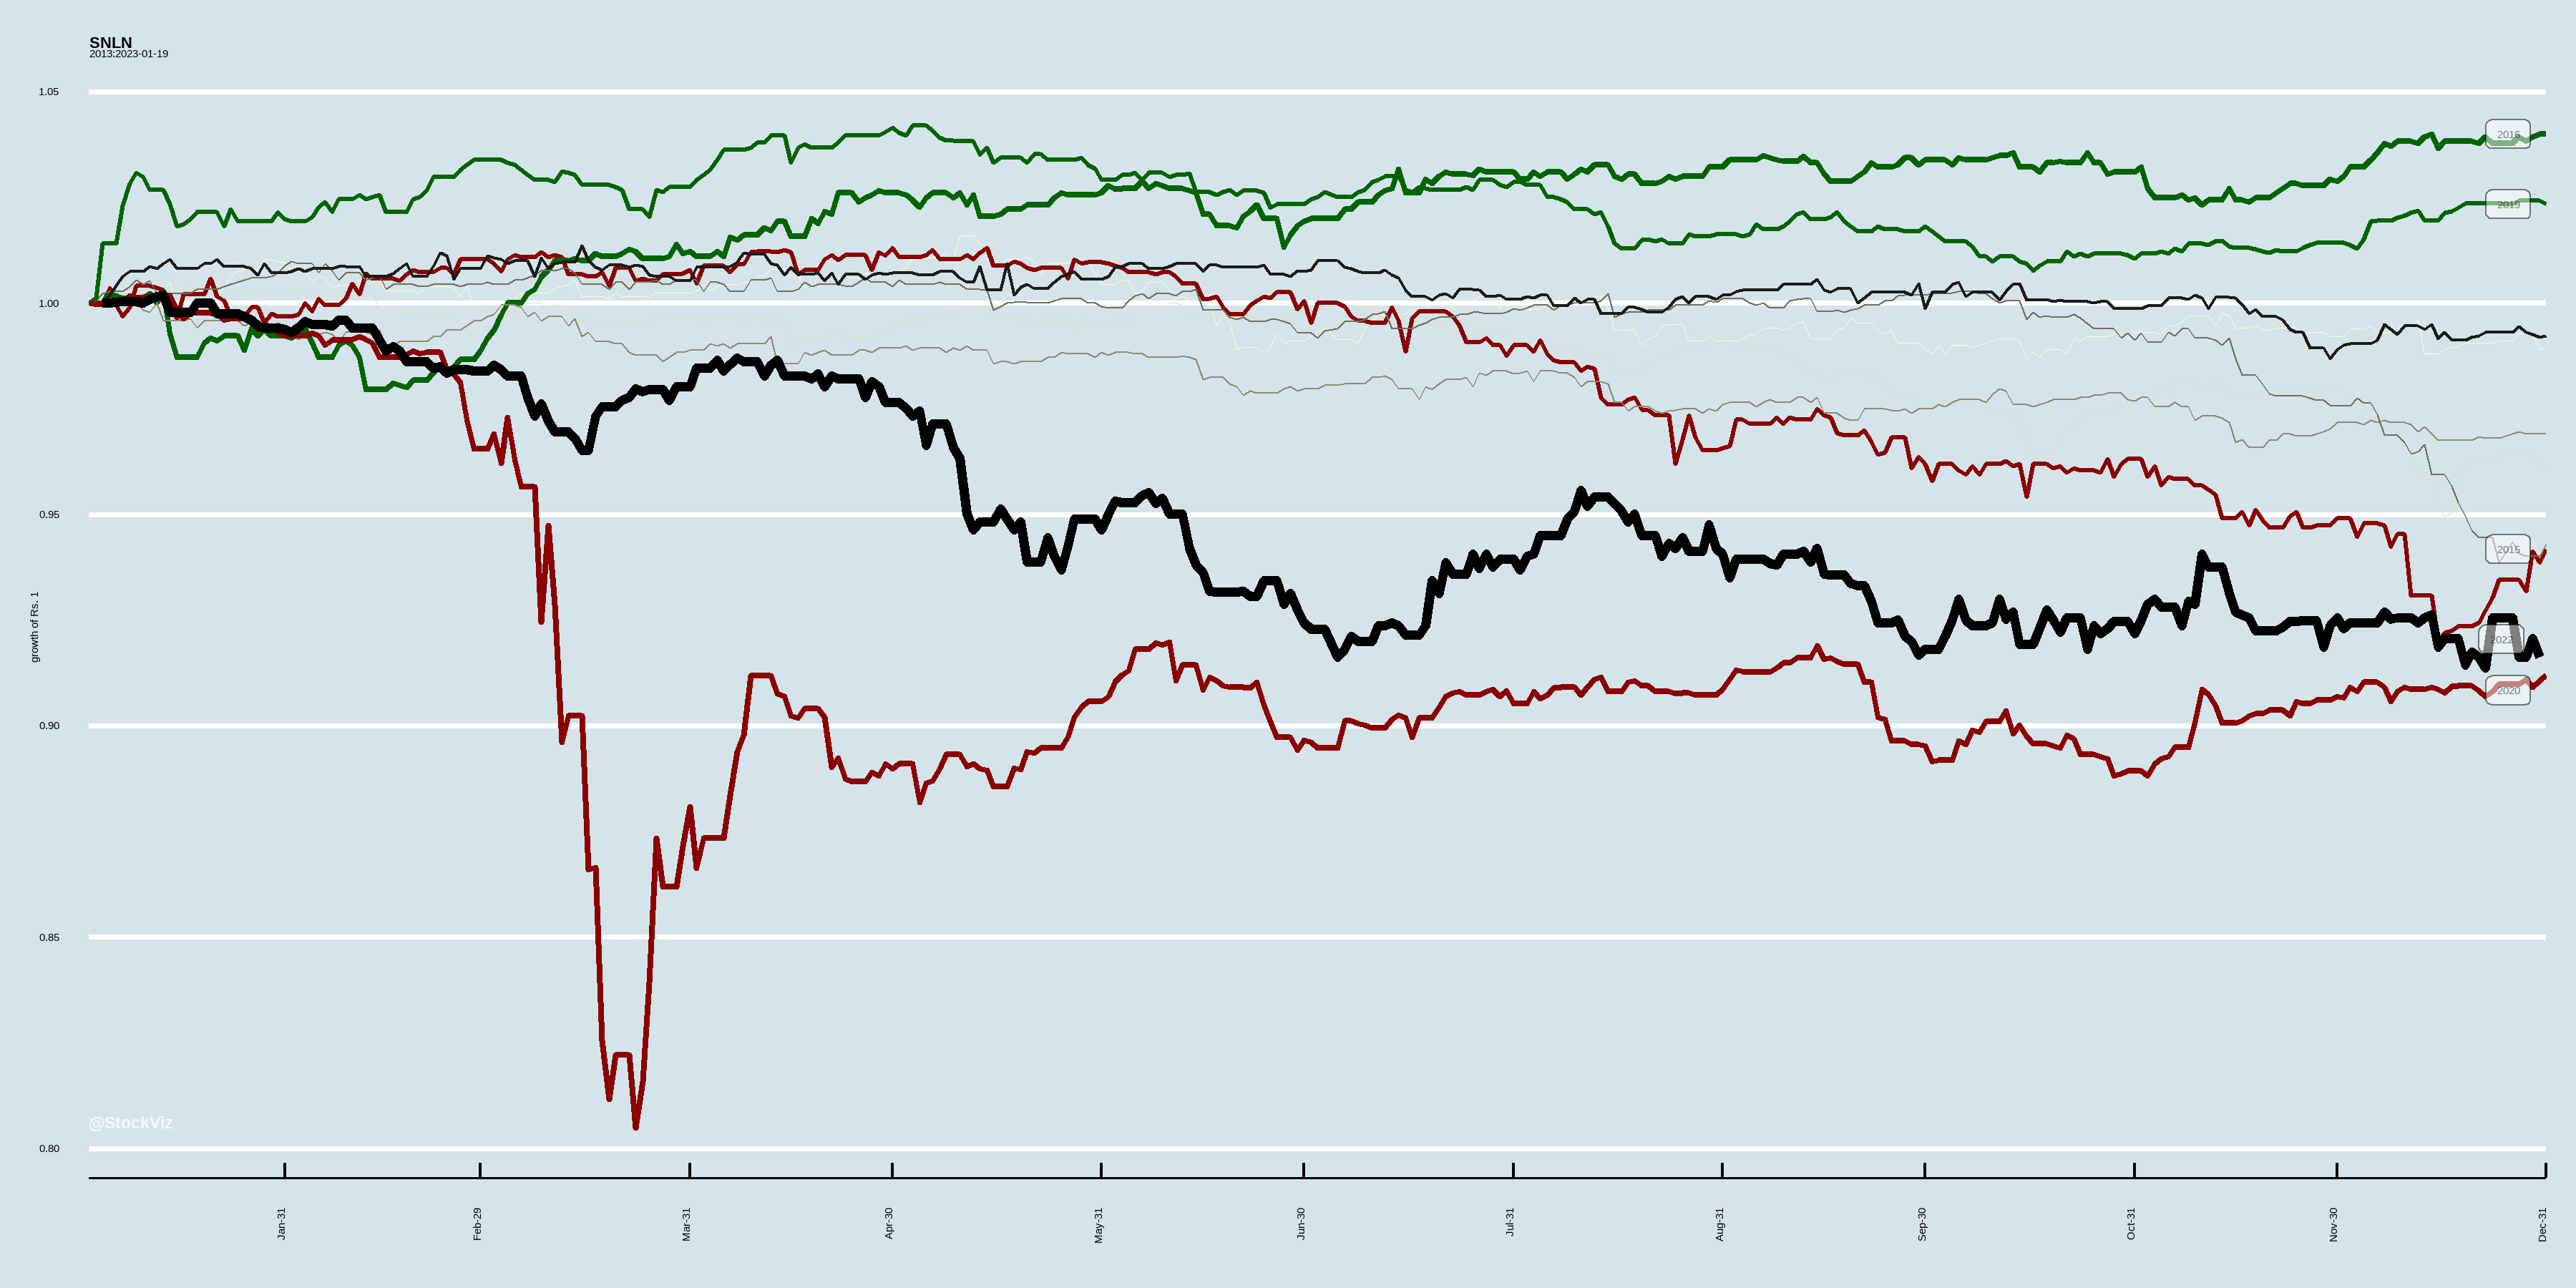 SNLN
2013:2023-01-19
1.05
1.00
0.95
0.90
0.85
0.80
growth of Rs. 1
2016
2019
2015
2022
2020
@StockViz
Jan-31
Feb-29
Mar-31
Apr-30
May-31
Jun-30
Jul-31
Aug-31
Sep-30
Oct-31
Nov-30
Dec-31